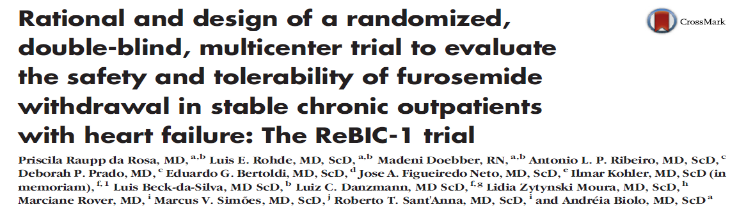 Rational and design of a randomized,
double-blind, multicenter trial to evaluate
the safety and tolerability of furosemide
withdrawal in stable chronic outpatients
with heart failure: The ReBIC-1 trial
CrossMark
Priscila Raupp da Rosa, MD, a,b Luis E. Rohde, MD, ScD, a,b Madeni Doebber, RN, a,b Antonio L. P. Ribeiro, MD, ScD, c
Deborah P. Prado, MD, c Eduardo G. Bertoldi, MD, ScD, d Jose A. Figueiredo Neto, MD, ScD, e Ilmar Kohler, MD, ScD (in
memoriam), f,1 Luis Beck-da-Silva, MD ScD, b Luiz C. Danzmann, MD ScD, f,g Lidia Zytynski Moura, MD, ScD, h
Marciane Rover, MD, i Marcus V. Simões, MD, ScD, j Roberto T. Sant'Anna, MD, ScD, i and Andréia Biolo, MD, ScD a